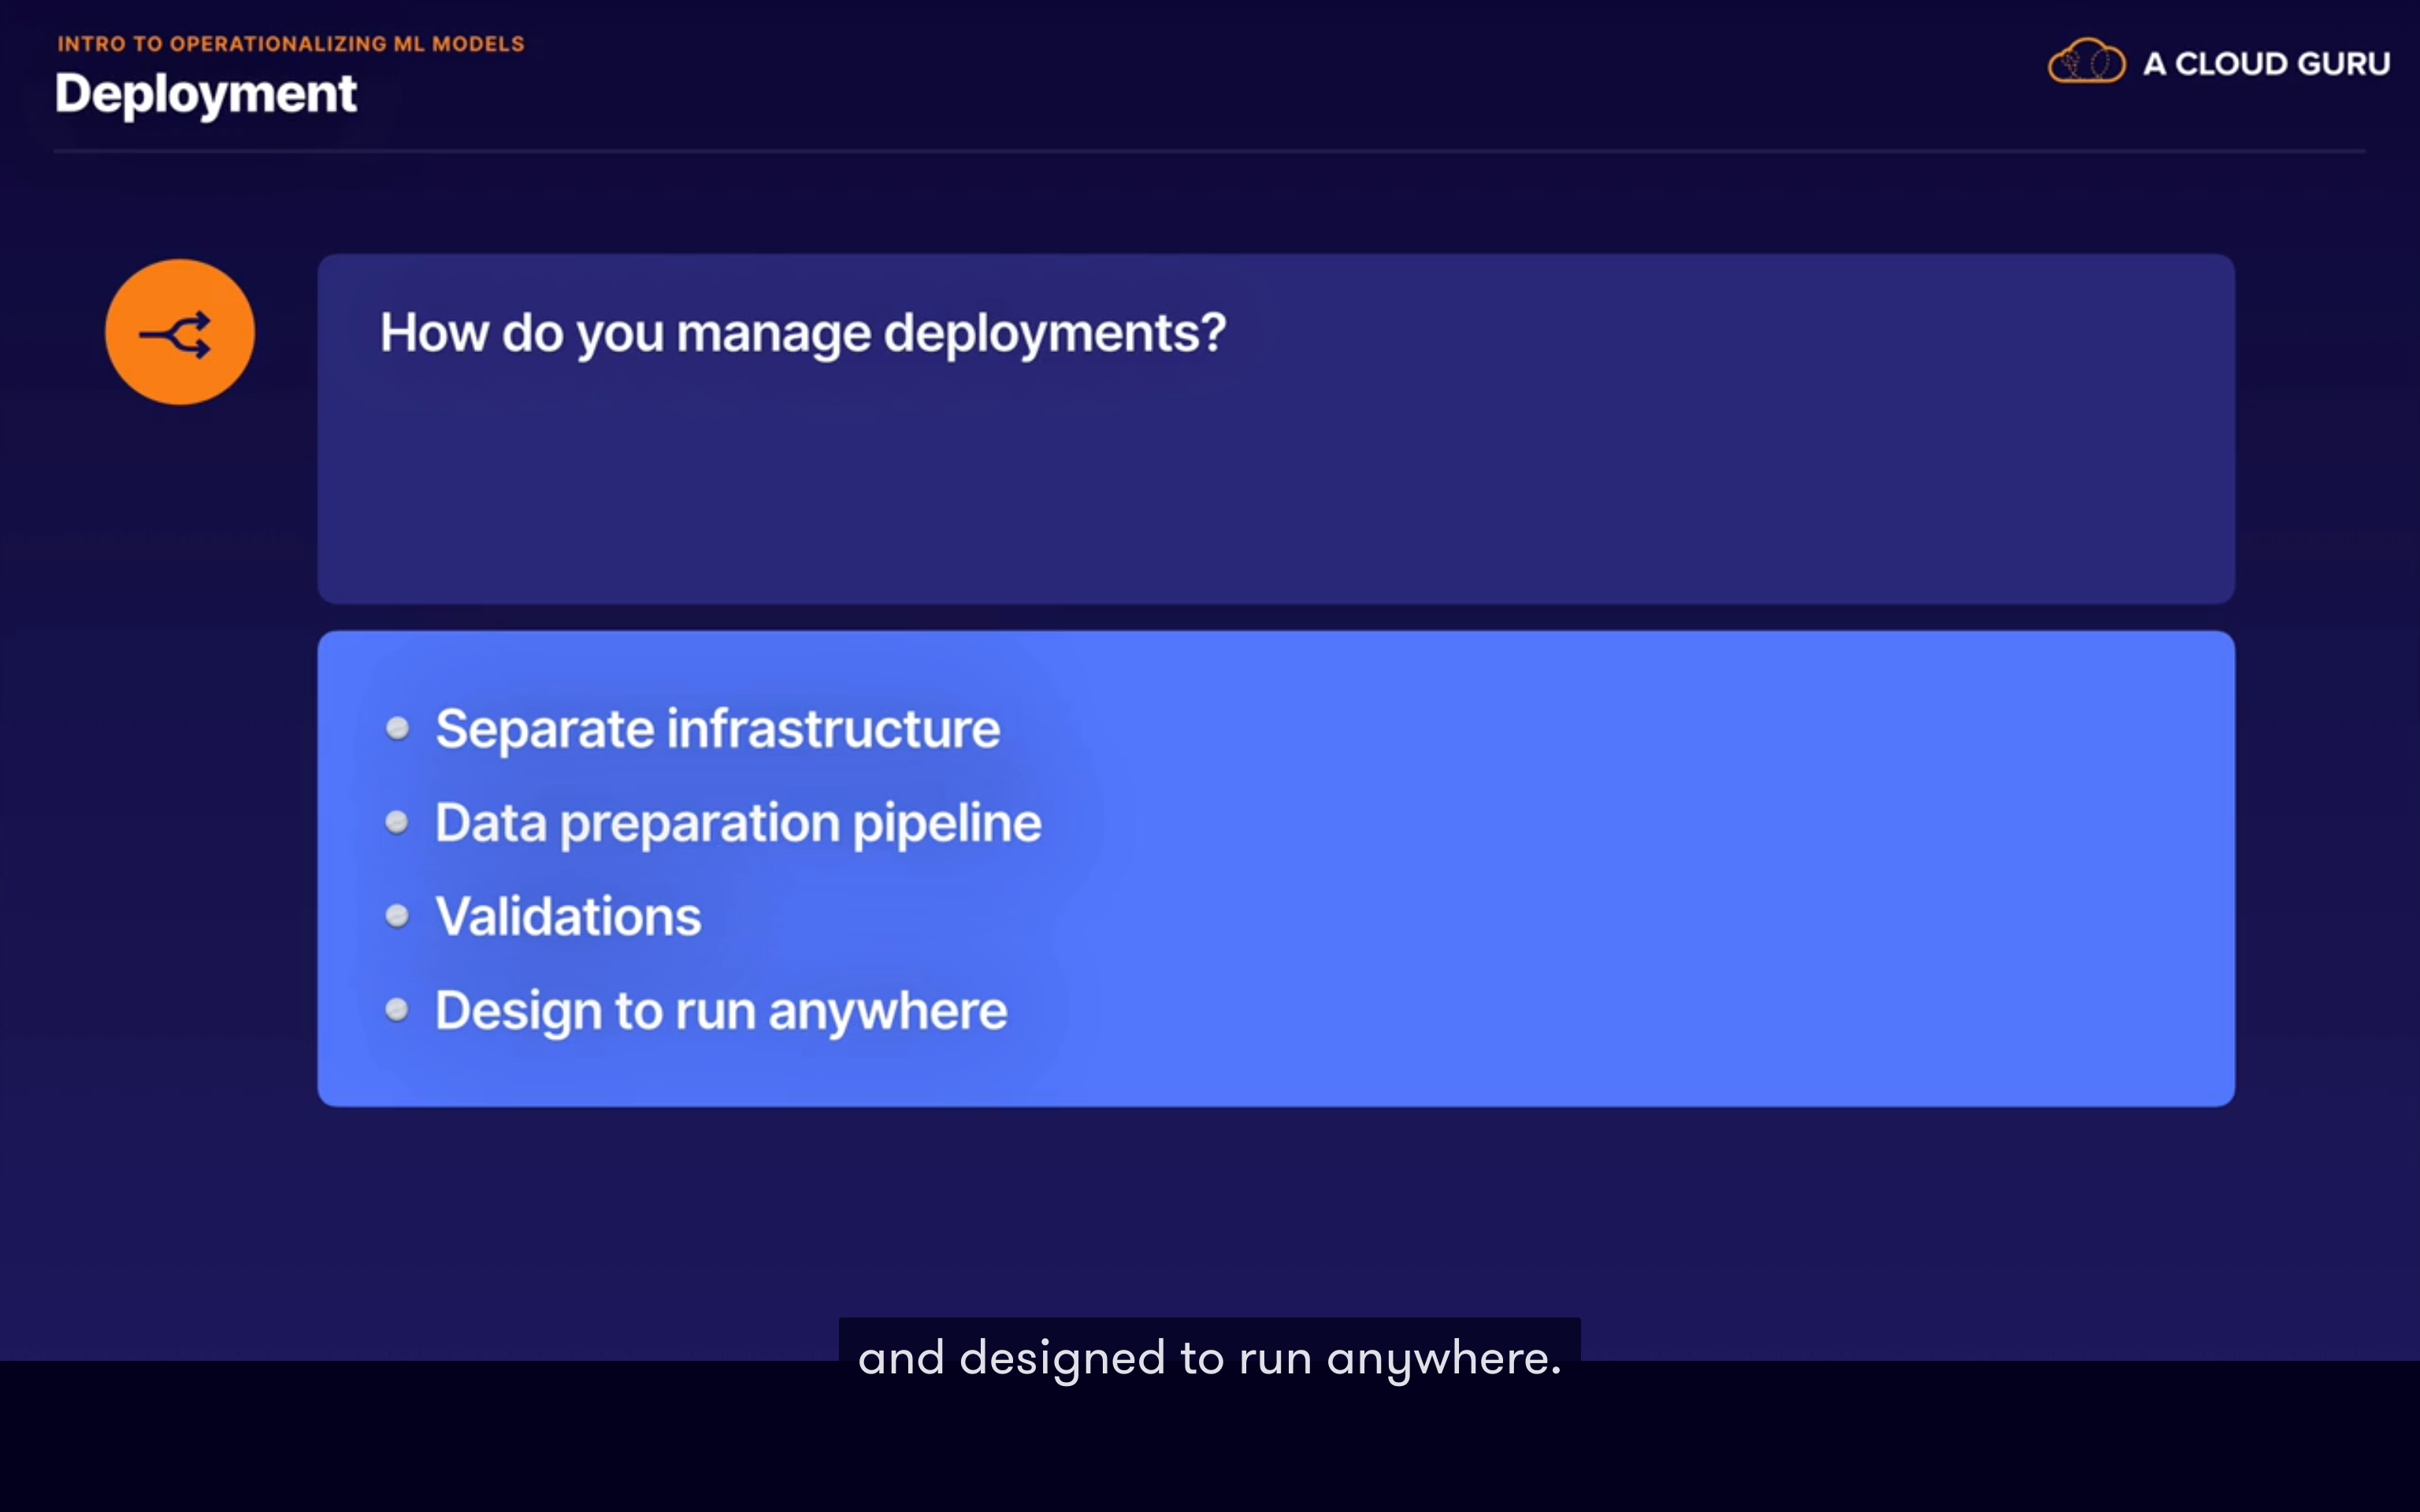 INTRO TO OPERATIONALIZING ML MODELS
Deployment
A CLOUD GURU
How do you manage deployments?
Separate infrastructure
Data preparation pipeline
Validations
Design to run anywhere
and designed to run anywhere.